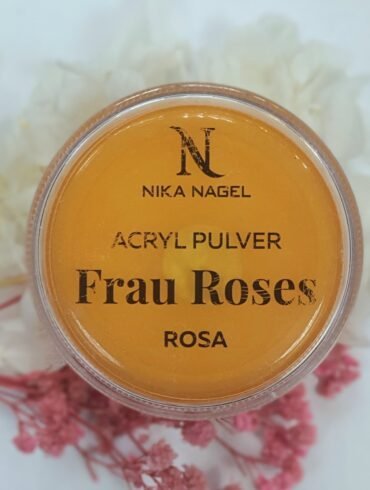 N
NIKA NAGEL
ACRYL PULVER
Frau Roses
ROSA